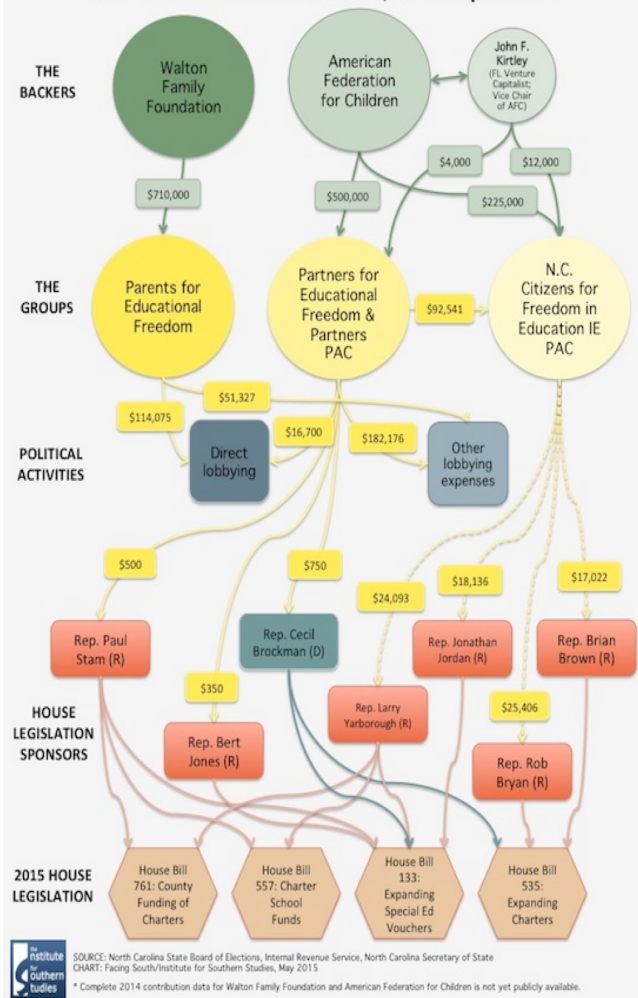 THE
BACKERS
Walton
Family
Foundation
American
Federation
for Children
John F.
Kirtley
(FL Venture
Capitalist;
Vice Chair
of AFC)
$710,000
$500,000
$4,000
$12,000
$225,000
THE
GROUPS
Parents for
Educational
Freedom
Partners for
Educational
Freedom &
Partners
PAC
$92,541
N.C.
Citizens for
Freedom in
Education IE
PAC
POLITICAL
ACTIVITIES
$114,075
$51,327
Direct
lobbying
$16,700
$182,176
Other
lobbying
expenses
$500
$750
$24,093
$18,136
$17,022
$350
$25,406
HOUSE
LEGISLATION
SPONSORS
Rep. Paul
Stam (R)
Rep. Bert
Jones (R)
Rep. Cecil
Brockman (D)
Rep. Larry
Yarborough (R)
Rep. Jonathan
Jordan (R)
Rep. Rob
Bryan (R)
Rep. Brian
Brown (R)
2015 HOUSE
LEGISLATION
House Bill
761: County
Funding of
Charters
House Bill
557: Charter
School
Funds
House Bill
133:
Expanding
Special Ed
Vouchers
House Bill
535:
Expanding
Charters
SOURCE: North Carolina State Board of Elections, Internal Revenue Service, North Carolina Secretary of State
CHART: Facing South/Institute for Southern Studies, May 2015
* Complete 2014 contribution data for Walton Family Foundation and American Federation for Children is not yet publicly available.